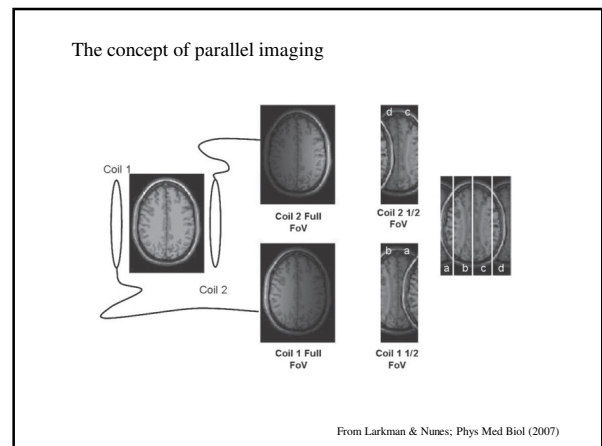 The concept of parallel imaging
Coil 1
Coil 2
Coil 2 Full
FoV
d c
Coil 2 1/2
FoV
Coil 1 Full
FoV
b a
Coil 1 1/2
FoV
a b c d
From Larkman & Nunes; Phys Med Biol (2007)